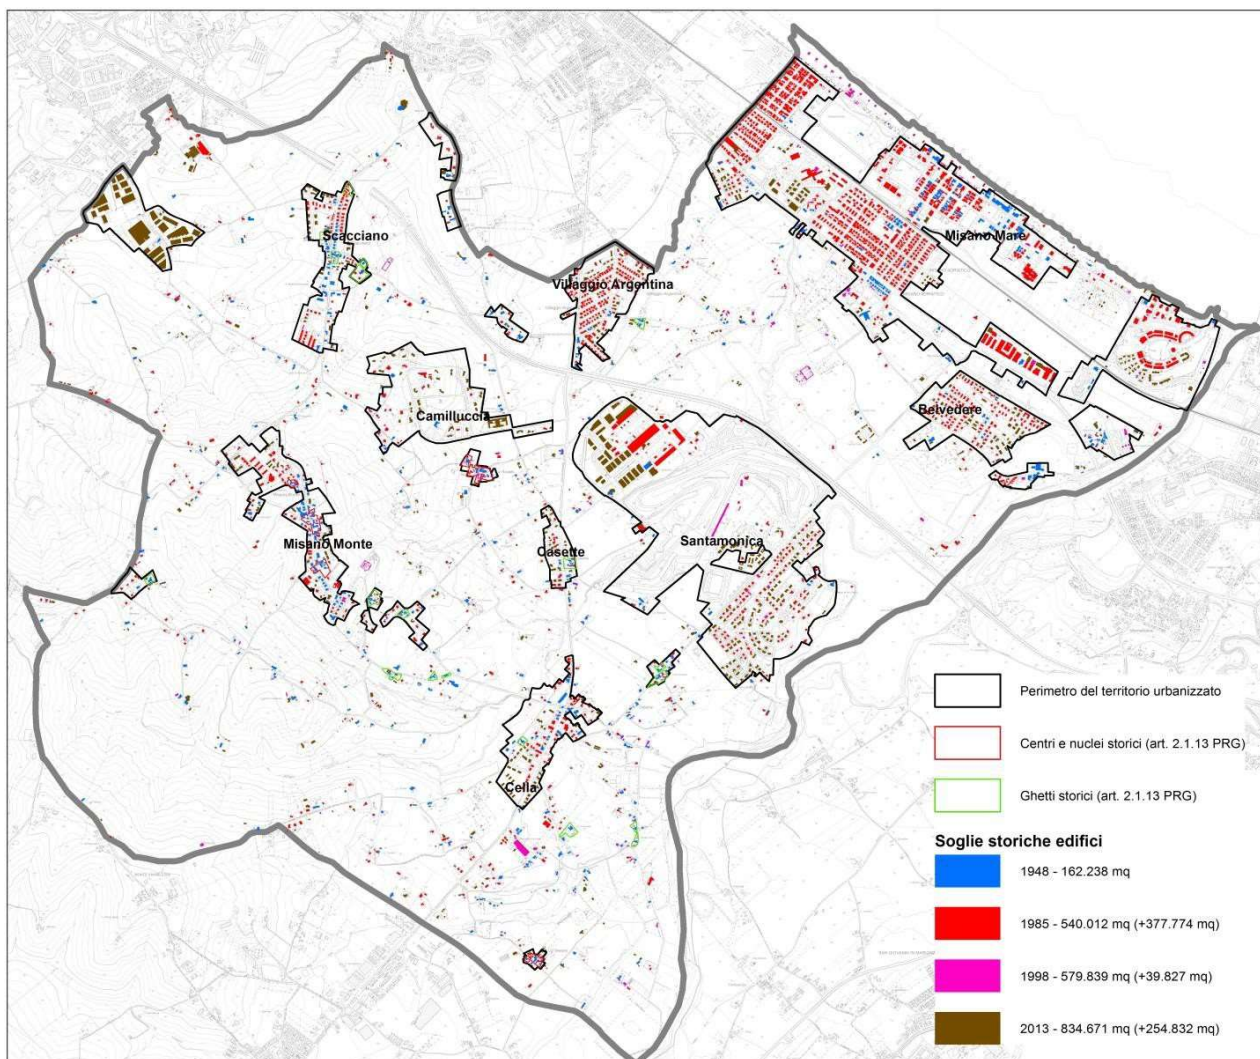 Scacciano
Misano Mare
Villaggio Argentina
Camilluccia
Belvedere
Misano Monte
Casette
Santamonica
Cella
Perimetro del territorio urbanizzato
Centri e nuclei storici (art. 2.1.13 PRG)
Ghetti storici (art. 2.1.13 PRG)
Soglie storiche edifici
1948 - 162.238 mq
1985 - 540.012 mq (+377.774 mq)
1998 - 579.839 mq (+39.827 mq)
2013 - 834.671 mq (+254.832 mq)